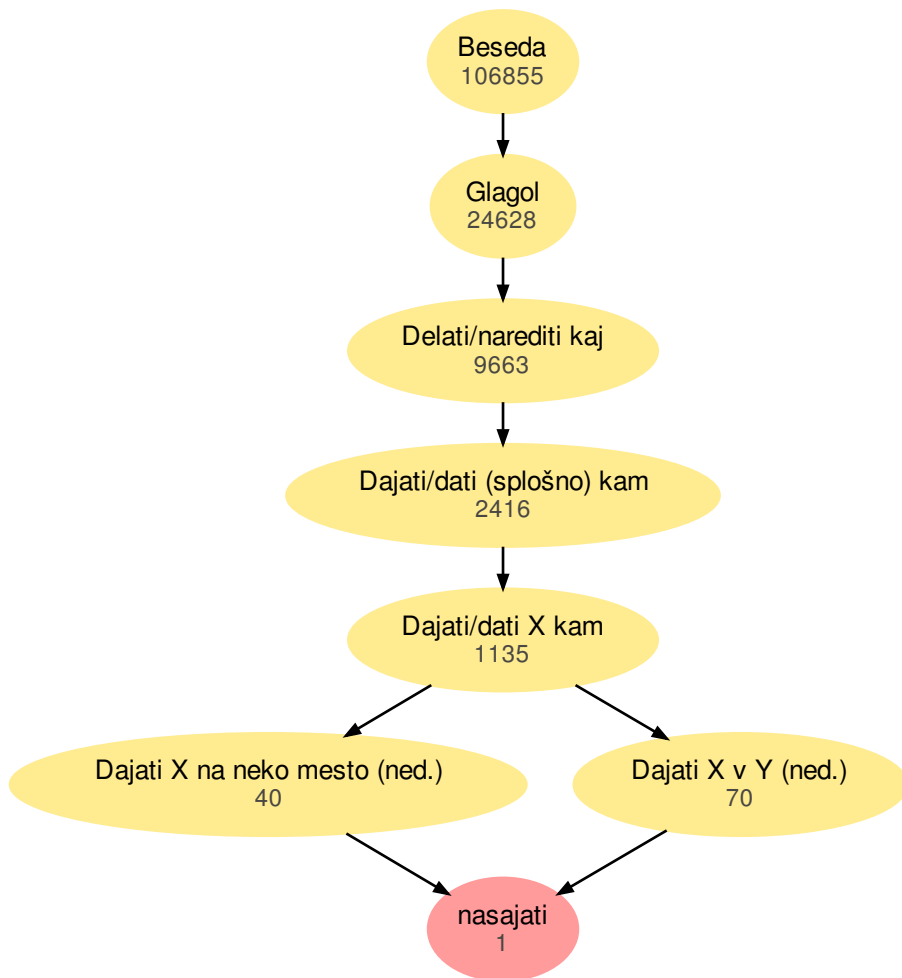 Beseda
106855
Glagol
24628
Delati/narediti kaj
9663
Dajati/dati (splošno) kam
2416
Dajati/dati X kam
1135
Dajati X na neko mesto (ned.)
40
Dajati X v Y (ned.)
70
nasajati
1